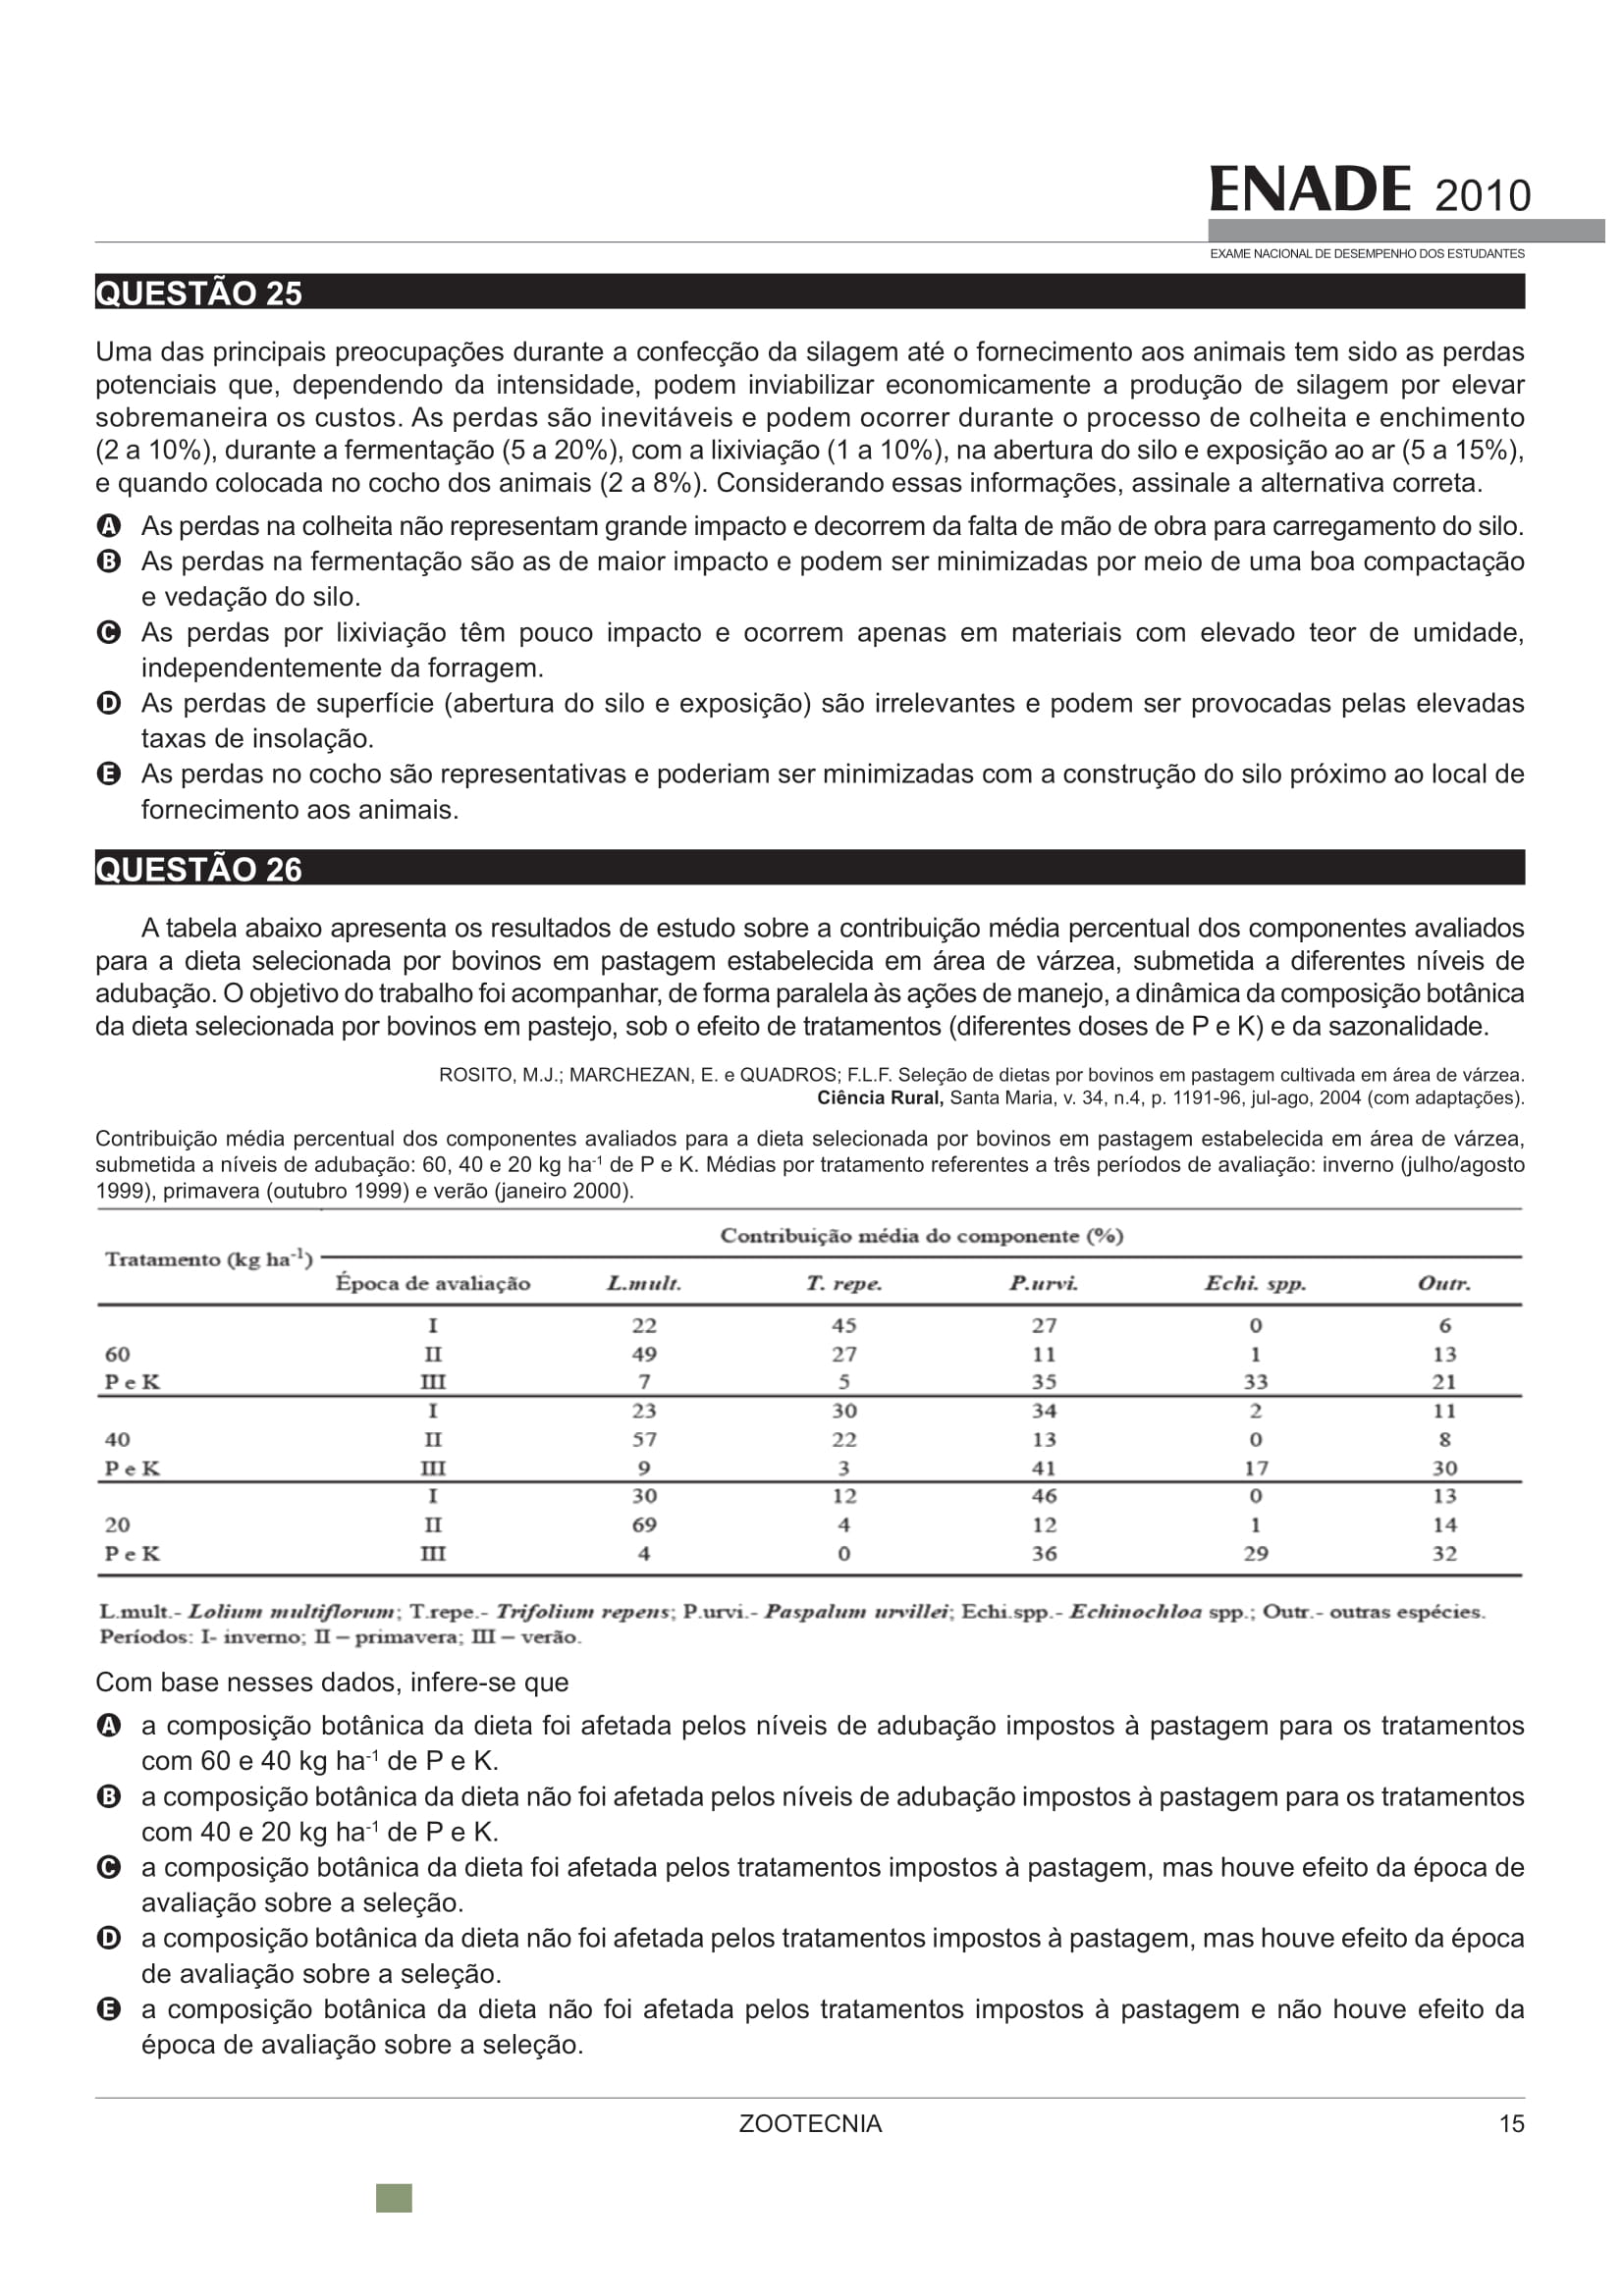 ENADE 2010
EXAME NACIONAL DE DESEMPENHO DOS ESTUDANTES
QUESTÃO 25
Uma das principais preocupações durante a confecção da silagem até o fornecimento aos animais tem sido as perdas
potenciais que, dependendo da intensidade, podem inviabilizar economicamente a produção de silagem por elevar
sobremaneira os custos. As perdas são inevitáveis e podem ocorrer durante o processo de colheita e enchimento
(2 a 10%), durante a fermentação (5 a 20%), com a lixiviação (1 a 10%), na abertura do silo e exposição ao ar (5 a 15%),
e quando colocada no cocho dos animais (2 a 8%). Considerando essas informações, assinale a alternativa correta.
A As perdas na colheita não representam grande impacto e decorrem da falta de mão de obra para carregamento do silo.
B As perdas na fermentação são as de maior impacto e podem ser minimizadas por meio de uma boa compactação
e vedação do silo.
C As perdas por lixiviação têm pouco impacto e ocorrem apenas em materiais com elevado teor de umidade,
independentemente da forragem.
D As perdas de superfície (abertura do silo e exposição) são irrelevantes e podem ser provocadas pelas elevadas
taxas de insolação.
E As perdas no cocho são representativas e poderiam ser minimizadas com a construção do silo próximo ao local de
fornecimento aos animais.
QUESTÃO 26
A tabela abaixo apresenta os resultados de estudo sobre a contribuição média percentual dos componentes avaliados
para a dieta selecionada por bovinos em pastagem estabelecida em área de várzea, submetida a diferentes níveis de
adubação. O objetivo do trabalho foi acompanhar, de forma paralela às ações de manejo, a dinâmica da composição botânica
da dieta selecionada por bovinos em pastejo, sob o efeito de tratamentos (diferentes doses de P e K) e da sazonalidade.
ROSITO, M.J.; MARCHEZAN, E. e QUADROS; F.L.F. Seleção de dietas por bovinos em pastagem cultivada em área de várzea.
Ciência Rural, Santa Maria, v. 34, n.4, p. 1191-96, jul-ago, 2004 (com adaptações).
Contribuição média percentual dos componentes avaliados para a dieta selecionada por bovinos em pastagem estabelecida em área de várzea,
submetida a níveis de adubação: 60, 40 e 20 kg ha-1 de P e K. Médias por tratamento referentes a três períodos de avaliação: inverno (julho/agosto
1999), primavera (outubro 1999) e verão (janeiro 2000).
Contribuição média do componente (%)
Tratamento (kg ha-1)
Época de avaliação L.mult. T. repe. P.urvi. Echi. spp. Outr.
I 22 45 27 0 6
60 II 49 27 11 1 13
P e K III 7 5 35 33 21
I 23 30 34 2 11
40 II 57 22 13 0 8
P e K III 9 3 41 17 30
I 30 12 46 0 13
20 II 69 4 12 1 14
P e K III 4 0 36 29 32
L.mult.- Lolium multiflorum; T.repe.- Trifolium repens; P.urvi.- Paspalum urvillei; Echi.spp.- Echinochloa spp.; Outr.- outras espécies.
Períodos: I- inverno; II – primavera; III – verão.
Com base nesses dados, infere-se que
A a composição botânica da dieta foi afetada pelos níveis de adubação impostos à pastagem para os tratamentos
com 60 e 40 kg ha-1 de P e K.
B a composição botânica da dieta não foi afetada pelos níveis de adubação impostos à pastagem para os tratamentos
com 40 e 20 kg ha-1 de P e K.
C a composição botânica da dieta foi afetada pelos tratamentos impostos à pastagem, mas houve efeito da época de
avaliação sobre a seleção.
D a composição botânica da dieta não foi afetada pelos tratamentos impostos à pastagem, mas houve efeito da época
de avaliação sobre a seleção.
E a composição botânica da dieta não foi afetada pelos tratamentos impostos à pastagem e não houve efeito da
época de avaliação sobre a seleção.
ZOOTECNIA 15